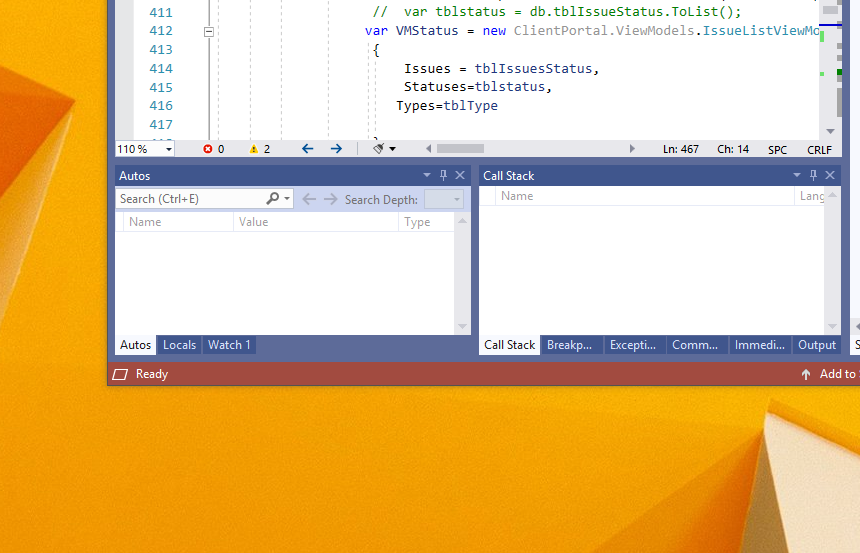 411 // var tblstatus = db.tblIssueStatus.ToList();
412 var VMStatus = new ClientPortal.ViewModels.IssueListViewMo
413 {
414 Issues = tblIssuesStatus,
415 Statuses=tblstatus,
416 Types=tblType
417
110 % 0 2 Ln: 467 Ch: 14 SPC CRLF
Autos
Search (Ctrl+E) Search Depth:
Name Value Type
Autos Locals Watch 1
Call Stack
Name Lang
Call Stack Breakp... Excepti... Comm... Immedi... Output
Ready Add to